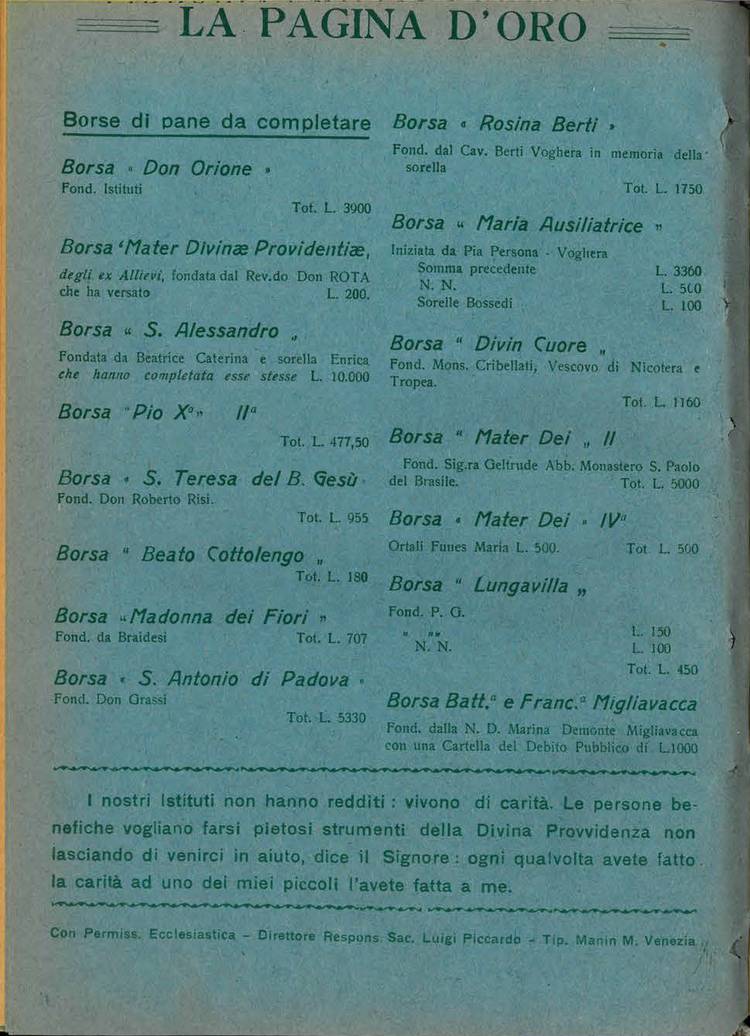 LA PAGINA D'ORO
Borse di pane da completare
Borsa « Don Orione »
Fond. Istituti
Tot. L. 3900
Borsa ‘Mater Divinæ Providentiæ,
degli ex Allievi, fondata dal Rev.do Don ROTA
che ha versato L. 200.
Borsa “ S. Alessandro „
Fondata da Beatrice Caterina e sorella Enrica
che hanno completata esse stesse L. 10.000
Borsa “Pio Xº„ IIª
Tot. L. 477,50
Borsa « S. Teresa del B. Gesù »
Fond. Don Roberto Risi.
Tot. L. 955
Borsa “ Beato Cottolengo „
Tot. L. 180
Borsa “Madonna dei Fiori ”
Fond. da Braidesi Tot. L. 707
Borsa « S. Antonio di Padova »
Fond. Don Grassi
Tot. L. 5330
Borsa « Rosina Berti »
Fond. dal Cav. Berti Voghera in memoria della
sorella
Tot. L. 1750
Borsa “ Maria Ausiliatrice ”
Iniziata da Pia Persona - Voghera
Somma precedente L. 3360
N. N. L. 500
Sorelle Bossedi L. 100
Borsa “ Divin Cuore „
Fond. Mons. Cribellati, Vescovo di Nicotera e
Tropea.
Tot. L. 1160
Borsa “ Mater Dei „ II
Fond. Sig.ra Geltrude Abb. Monastero S. Paolo
del Brasile. Tot. L. 5000
Borsa « Mater Dei » IVª
Ortali Funes Maria L. 500. Tot L. 500
Borsa “ Lungavilla „
Fond. P. G.
" "" L. 150
N. N. L. 100
Tot. L. 450
Borsa Batt.ª e Franc.ª Migliavacca
Fond. dalla N. D. Marina Demonte Migliavacca
con una Cartella del Debito Pubblico di L.1000
I nostri Istituti non hanno redditi : vivono di carità. Le persone be-
nefiche vogliano farsi pietosi strumenti della Divina Provvidenza non
lasciando di venirci in aiuto, dice il Signore : ogni qualvolta avete fatto
la carità ad uno dei miei piccoli l'avete fatta a me.
Con Permiss. Ecclesiastica - Direttore Respons. Sac. Luigi Piccardo - Tip. Manin M. Venezia